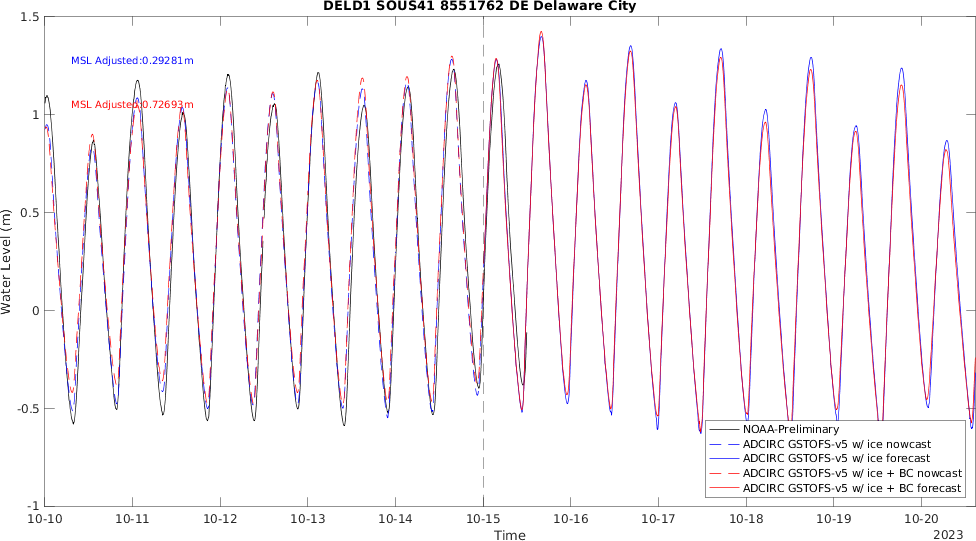 DELD1 SOUS41 8551762 DE Delaware City
1.5
1
0.5
0
-0.5
-1
Water Level (m)
MSL Adjusted:0.29281m
MSL Adjusted:0.72693m
NOAA-Preliminary
ADCIRC GSTOFS-v5 w/ ice nowcast
ADCIRC GSTOFS-v5 w/ ice forecast
ADCIRC GSTOFS-v5 w/ ice + BC nowcast
ADCIRC GSTOFS-v5 w/ ice + BC forecast
10-10 10-11 10-12 10-13 10-14 10-15 10-16 10-17 10-18 10-19 10-20
Time
2023